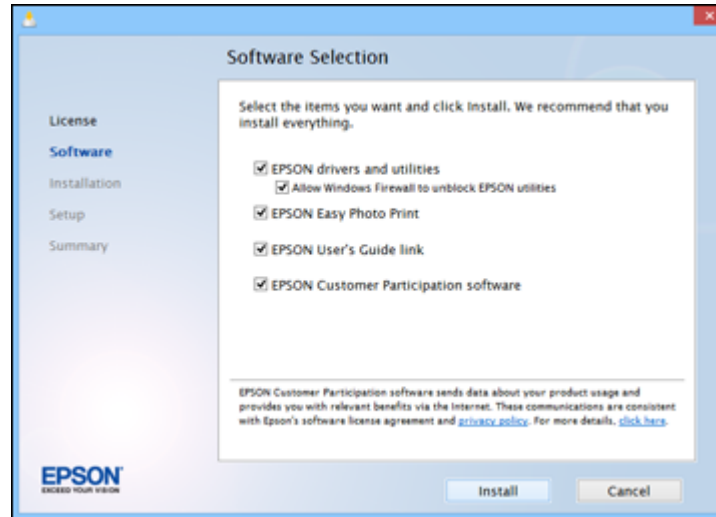 Software Selection
License
Software
Installation
Setup
Summary
Select the items you want and click Install. We recommend that you
install everything.
EPSON drivers and utilities
Allow Windows Firewall to unblock EPSON utilities
EPSON Easy Photo Print
EPSON User's Guide link
EPSON Customer Participation software
EPSON Customer Participation software sends data about your product usage and
provides you with relevant benefits via the Internet. These communications are consistent
with Epson's software license agreement and privacy policy. For more details, click here.
EPSON
EXCEED YOUR VISION
Install
Cancel